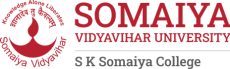 Knowledge Alone Liberates
Somaiya Vidyavihar
SOMAIYA
VIDYAVIHAR UNIVERSITY
S K Somaiya College